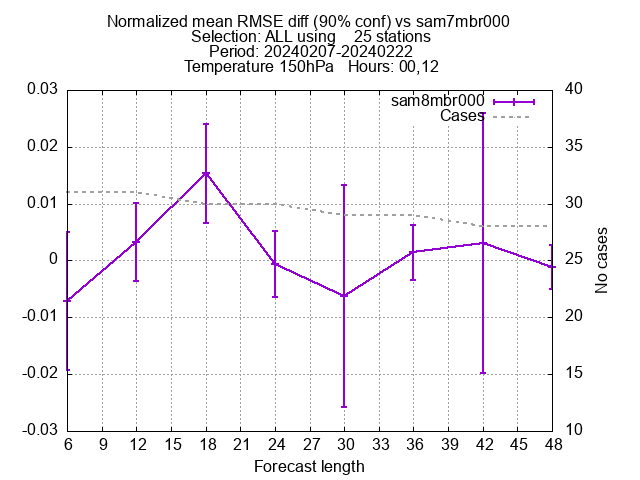 Normalized mean RMSE diff (90% conf) vs sam7mbr000
Selection: ALL using    25 stations
Period: 20240207-20240222
Temperature 150hPa   Hours: 00,12
0.03 40
sam8mbr000
Cases
0.02 35
0.01 30
0 25
-0.01 20
-0.02 15
-0.03 10
No cases
6 9 12 15 18 21 24 27 30 33 36 39 42 45 48
Forecast length